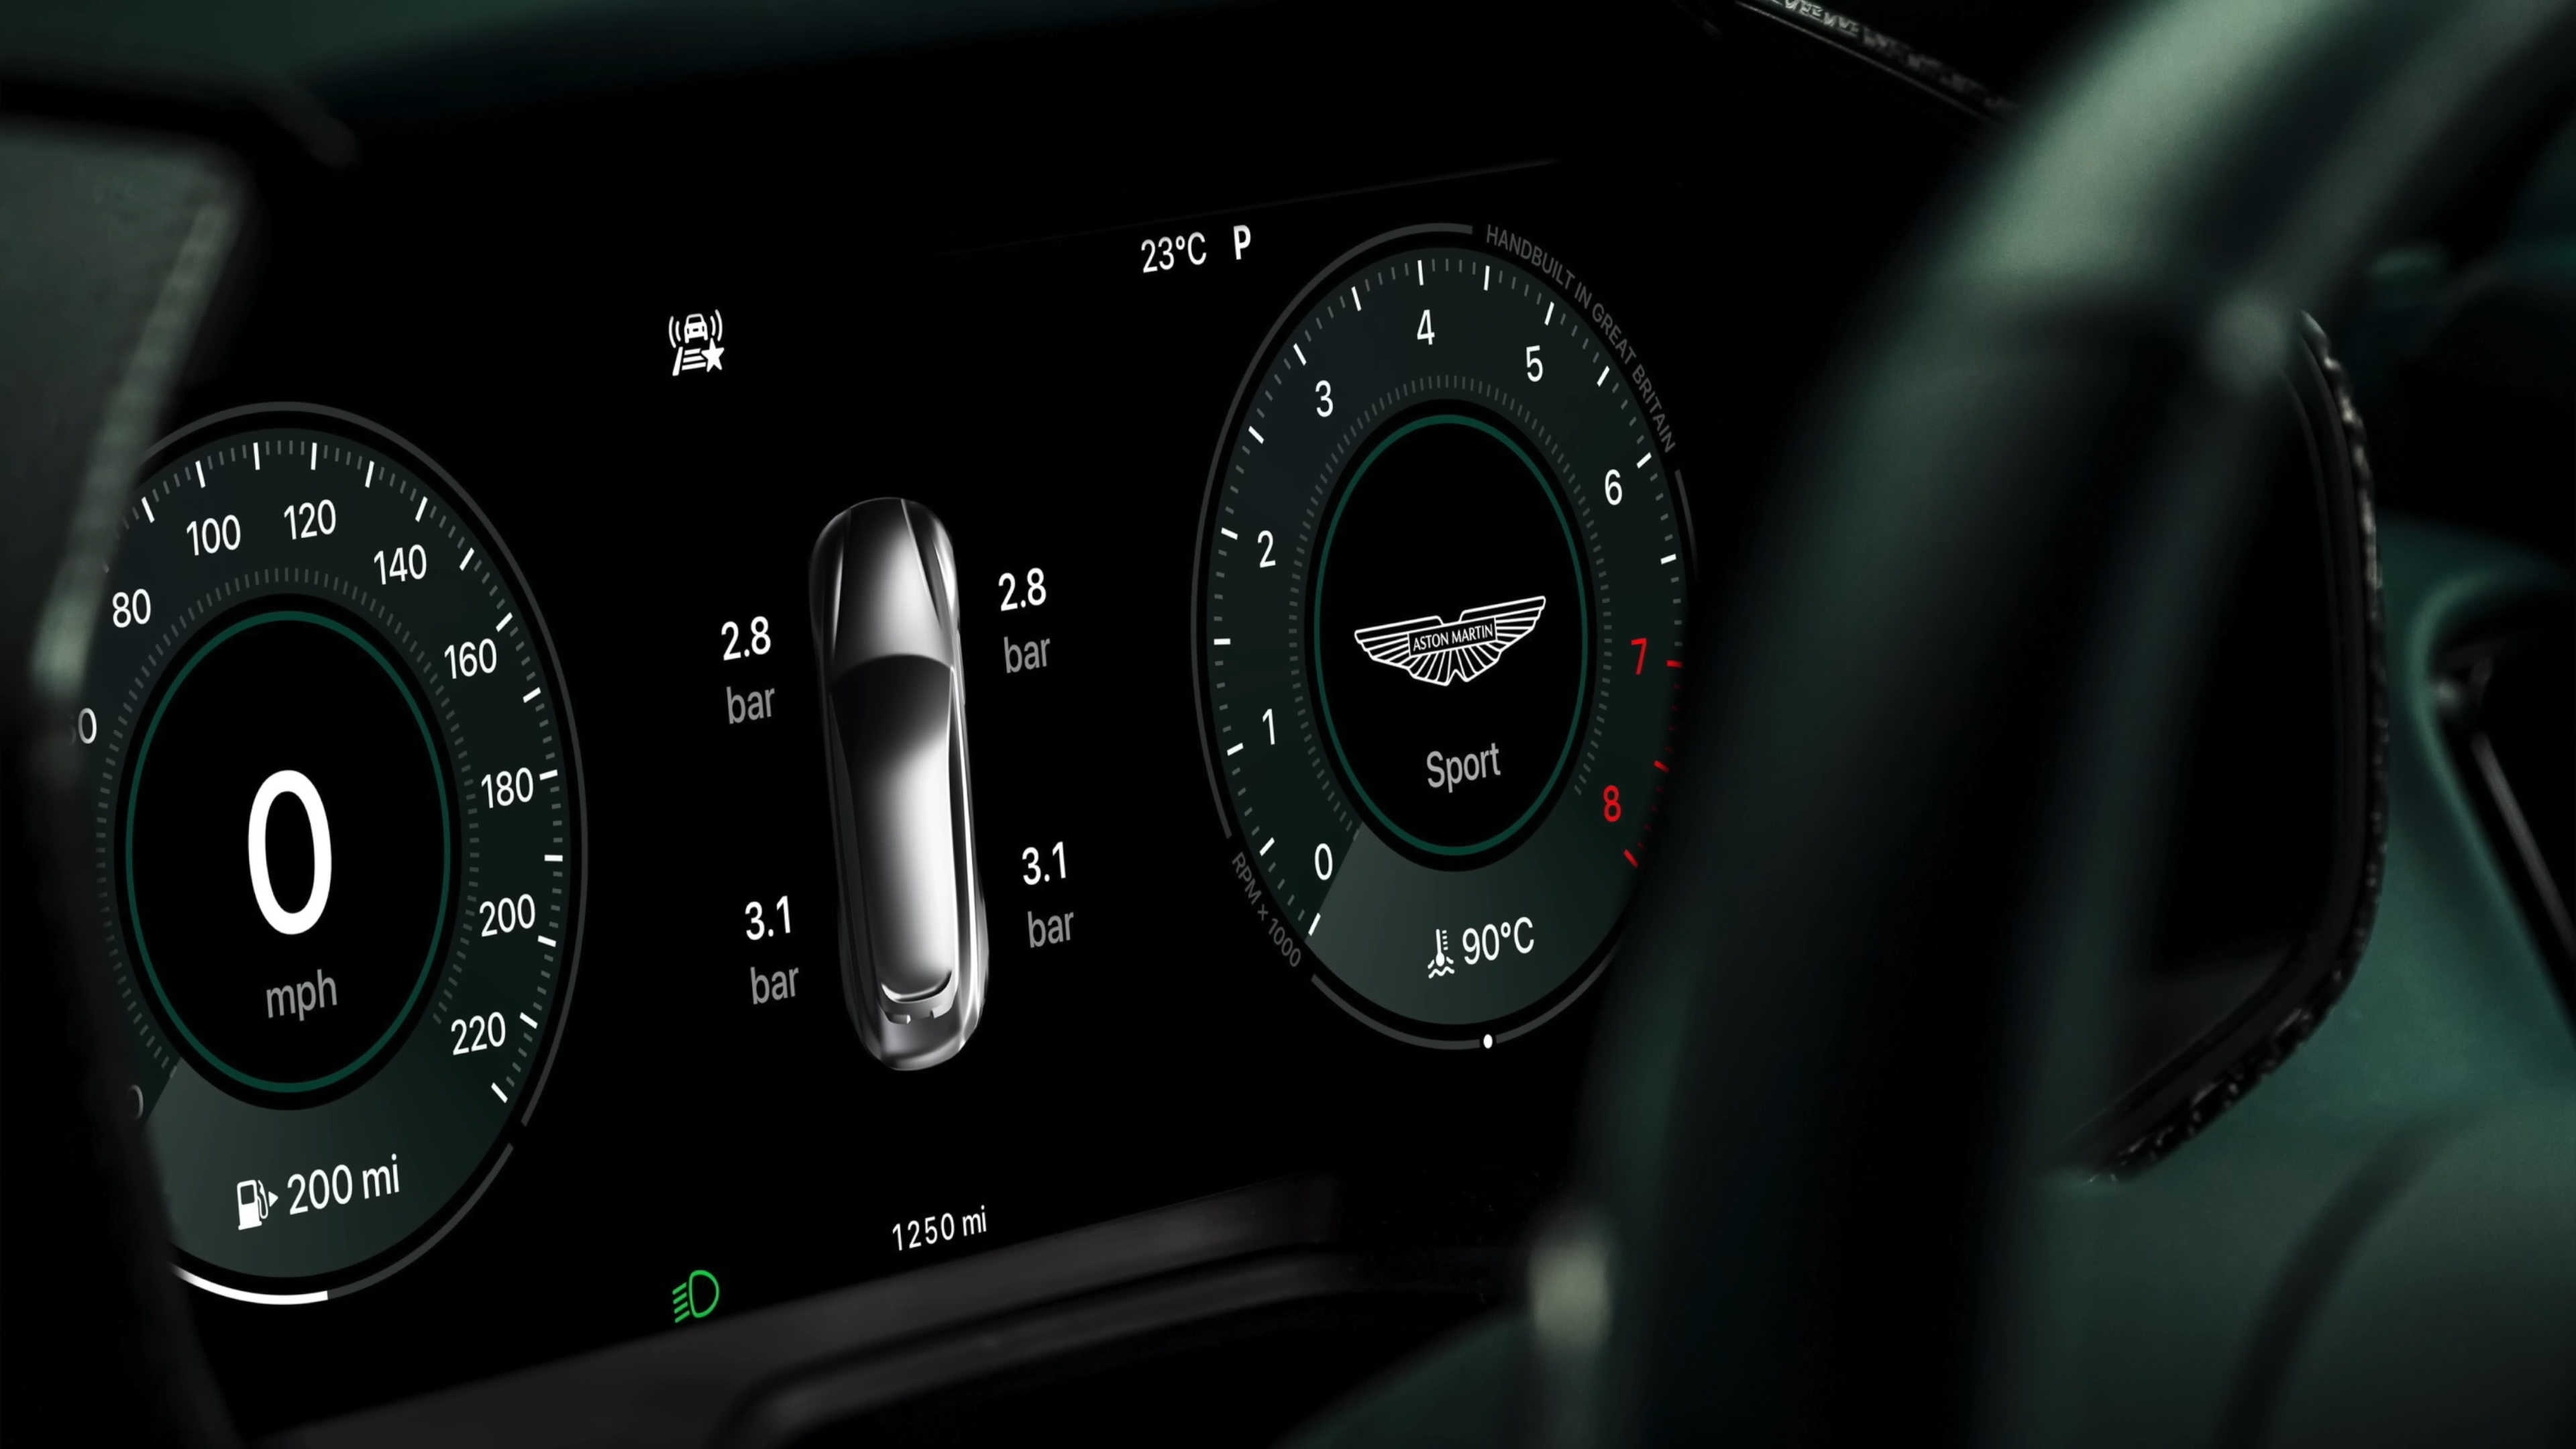 23°C P
HANDBUILT IN GREAT BRITAIN
80
100
120
140
160
180
200
220
0
mph
200 mi
2.8
bar
2.8
bar
3.1
bar
3.1
bar
1250 mi
0
1
2
3
4
5
6
7
8
ASTON MARTIN
Sport
90°C
RPM × 1000